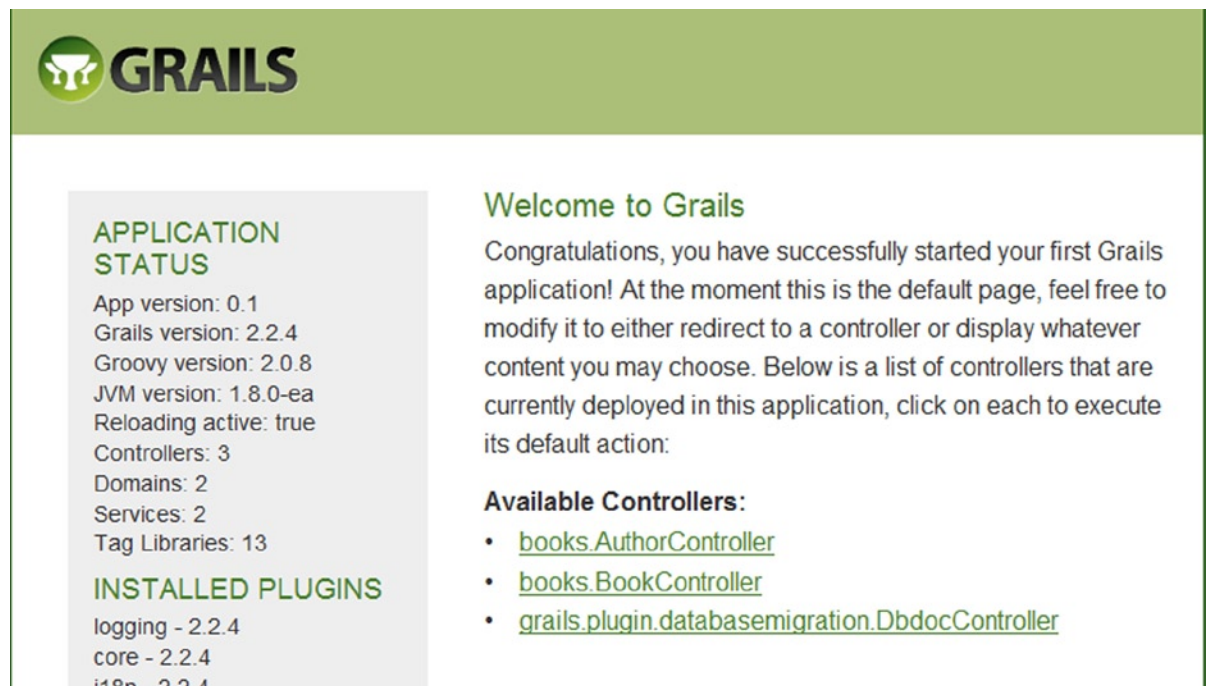 GRAILS
APPLICATION
STATUS
App version: 0.1
Grails version: 2.2.4
Groovy version: 2.0.8
JVM version: 1.8.0-ea
Reloading active: true
Controllers: 3
Domains: 2
Services: 2
Tag Libraries: 13
INSTALLED PLUGINS
logging - 2.2.4
core - 2.2.4
i18n - 2.2.4
Welcome to Grails
Congratulations, you have successfully started your first Grails
application! At the moment this is the default page, feel free to
modify it to either redirect to a controller or display whatever
content you may choose. Below is a list of controllers that are
currently deployed in this application, click on each to execute
its default action:
Available Controllers:
• books.AuthorController
• books.BookController
• grails.plugin.databasemigration.DbdocController